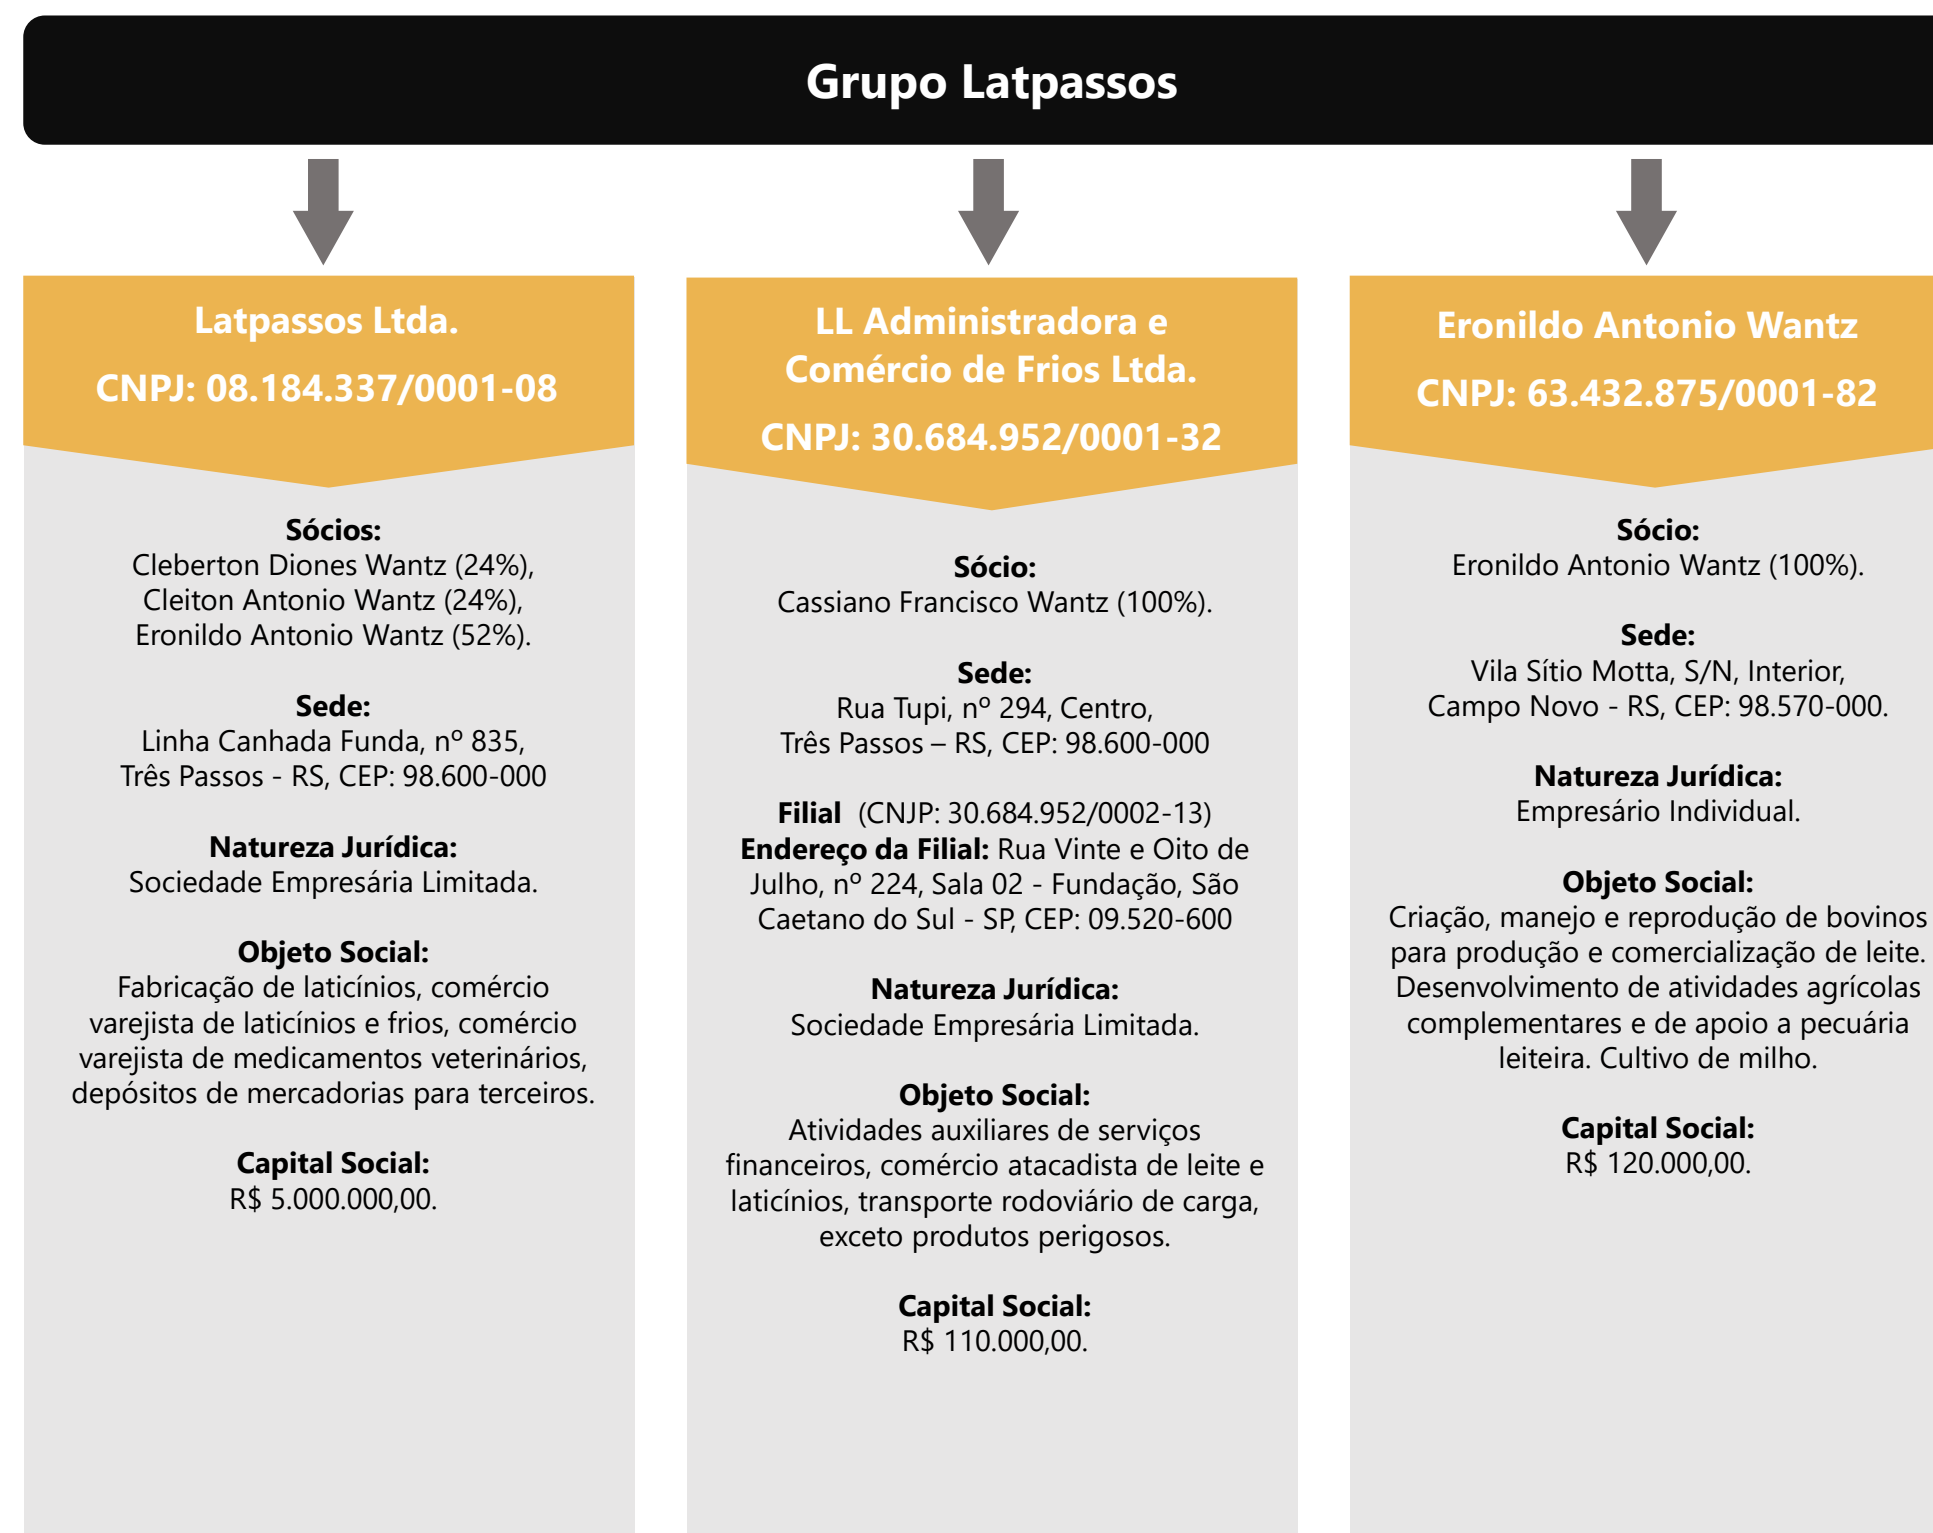 Grupo Latpassos
Latpassos Ltda.
CNPJ: 08.184.337/0001-08
Sócios:
Cleberton Diones Wantz (24%),
Cleiton Antonio Wantz (24%),
Eronildo Antonio Wantz (52%).
Sede:
Linha Canhada Funda, nº 835,
Três Passos - RS, CEP: 98.600-000
Natureza Jurídica:
Sociedade Empresária Limitada.
Objeto Social:
Fabricação de laticínios, comércio
varejista de laticínios e frios, comércio
varejista de medicamentos veterinários,
depósitos de mercadorias para terceiros.
Capital Social:
R$ 5.000.000,00.
LL Administradora e
Comércio de Frios Ltda.
CNPJ: 30.684.952/0001-32
Sócio:
Cassiano Francisco Wantz (100%).
Sede:
Rua Tupi, nº 294, Centro,
Três Passos – RS, CEP: 98.600-000
Filial (CNJP: 30.684.952/0002-13)
Endereço da Filial: Rua Vinte e Oito de
Julho, nº 224, Sala 02 - Fundação, São
Caetano do Sul - SP, CEP: 09.520-600
Natureza Jurídica:
Sociedade Empresária Limitada.
Objeto Social:
Atividades auxiliares de serviços
financeiros, comércio atacadista de leite e
laticínios, transporte rodoviário de carga,
exceto produtos perigosos.
Capital Social:
R$ 110.000,00.
Eronildo Antonio Wantz
CNPJ: 63.432.875/0001-82
Sócio:
Eronildo Antonio Wantz (100%).
Sede:
Vila Sítio Motta, S/N, Interior,
Campo Novo - RS, CEP: 98.570-000.
Natureza Jurídica:
Empresário Individual.
Objeto Social:
Criação, manejo e reprodução de bovinos
para produção e comercialização de leite.
Desenvolvimento de atividades agrícolas
complementares e de apoio a pecuária
leiteira. Cultivo de milho.
Capital Social:
R$ 120.000,00.